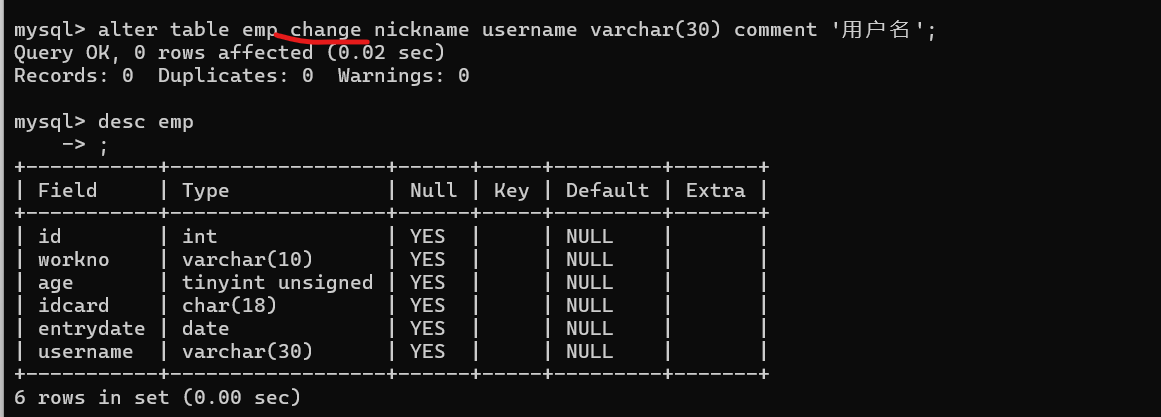 mysql> alter table emp change nickname username varchar(30) comment '用户名';
Query OK, 0 rows affected (0.02 sec)
Records: 0  Duplicates: 0  Warnings: 0
mysql> desc emp
    -> ;
+-----------+------------------+------+-----+---------+-------+
| Field     | Type             | Null | Key | Default | Extra |
+-----------+------------------+------+-----+---------+-------+
| id        | int              | YES  |     | NULL    |       |
| workno    | varchar(10)      | YES  |     | NULL    |       |
| age       | tinyint unsigned | YES  |     | NULL    |       |
| idcard    | char(18)         | YES  |     | NULL    |       |
| entrydate | date             | YES  |     | NULL    |       |
| username  | varchar(30)      | YES  |     | NULL    |       |
+-----------+------------------+------+-----+---------+-------+
6 rows in set (0.00 sec)